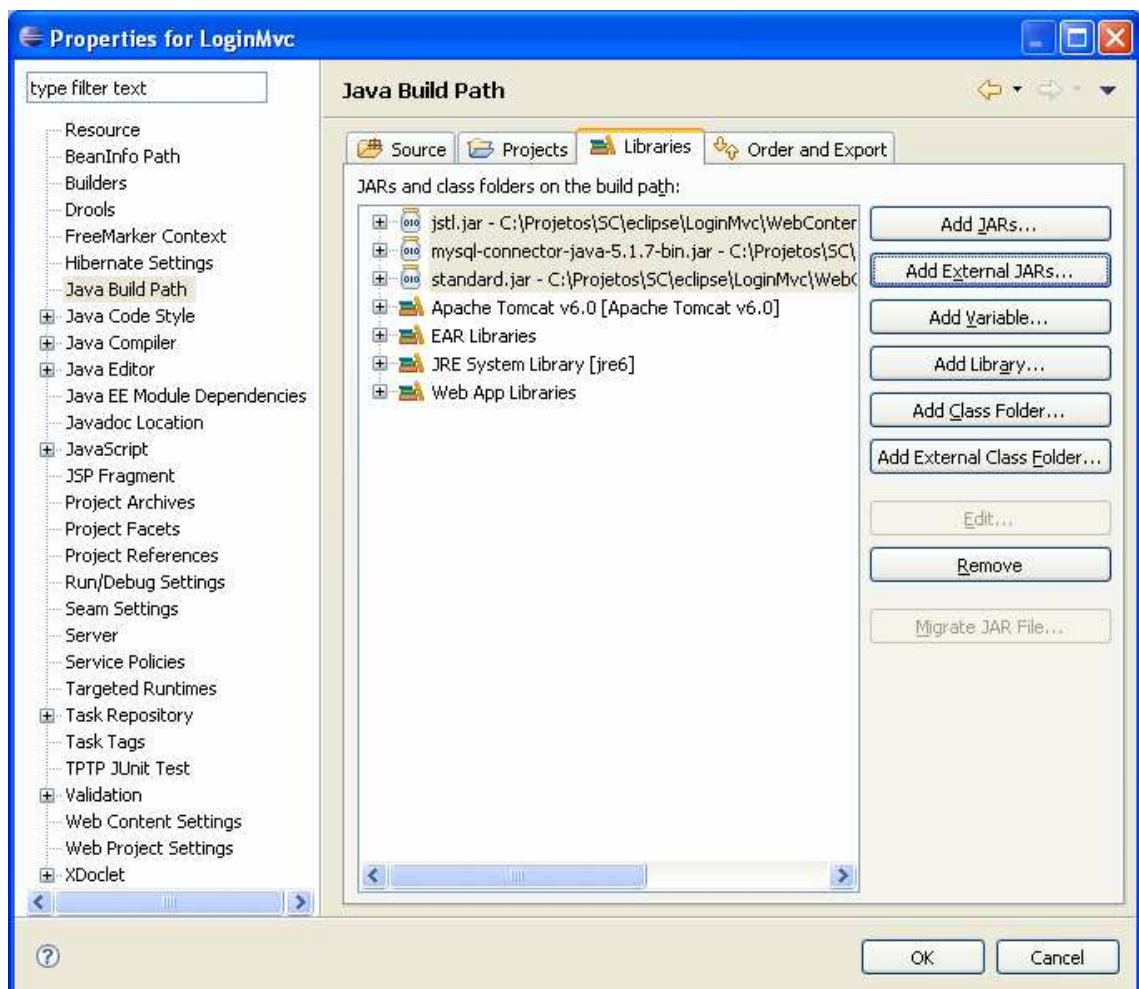 Properties for LoginMvc
type filter text
Resource
BeanInfo Path
Builders
Drools
FreeMarker Context
Hibernate Settings
Java Build Path
Java Code Style
Java Compiler
Java Editor
Java EE Module Dependencies
Javadoc Location
JavaScript
JSP Fragment
Project Archives
Project Facets
Project References
Run/Debug Settings
Seam Settings
Server
Service Policies
Targeted Runtimes
Task Repository
Task Tags
TPTP JUnit Test
Validation
Web Content Settings
Web Project Settings
XDoclet
Java Build Path
Source Projects Libraries Order and Export
JARs and class folders on the build path:
jstl.jar - C:\Projetos\SC\eclipse\LoginMvc\WebConter
mysql-connector-java-5.1.7-bin.jar - C:\Projetos\SC\
standard.jar - C:\Projetos\SC\eclipse\LoginMvc\Web
Apache Tomcat v6.0 [Apache Tomcat v6.0]
EAR Libraries
JRE System Library [jre6]
Web App Libraries
Add JARs...
Add External JARs...
Add Variable...
Add Library...
Add Class Folder...
Add External Class Folder...
Edit...
Remove
Migrate JAR File...
OK Cancel